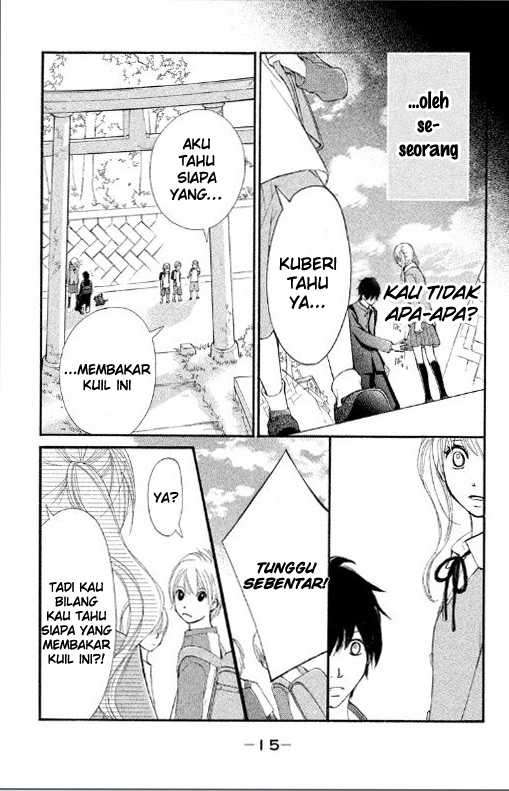 ...oleh
se-
seorang
KAU TIDAK
APA-APA?
KUBERI
TAHU
YA...
AKU
TAHU
SIAPA
YANG...
...MEMBAKAR
KUIL INI
TUNGGU
SEBENTAR!
YA?
TADI KAU
BILANG
KAU TAHU
SIAPA YANG
MEMBAKAR
KUIL INI?!
-15-